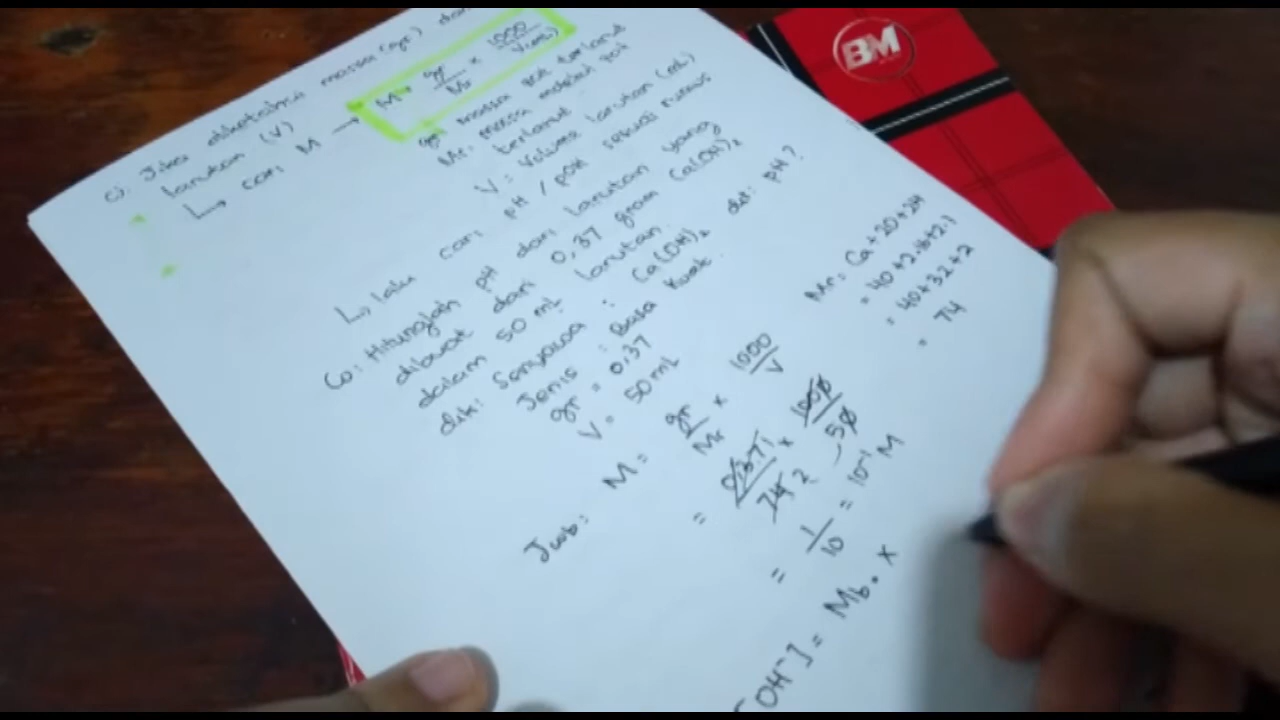 BM
c). Jika diketahui massa (gr) dan
larutan (V)
↳ cari M → M = gr/Mr × 1000/V(mL)
gr: massa zat terlarut
Mr: massa molekul zat
terlarut
V = Volume larutan (mL)
↳ lalu cari pH / pOH sesuai rumus
Co: Hitunglah pH dari larutan yang
dibuat dari 0,37 gram Ca(OH)₂
dalam 50 mL larutan.
dik: Senyawa : Ca(OH)₂ dit: pH?
Jenis : Basa Kuat.
gr = 0,37
V = 50 mL
Mr = Ca + 2O + 2H
= 40 + 2.16 + 2.1
= 40 + 32 + 2
= 74
Jwb: M = gr/Mr × 1000/V
= 0,37 1/74 2 × 1000/50
= 1/10 = 10⁻¹ M
[OH⁻] = Mb . x